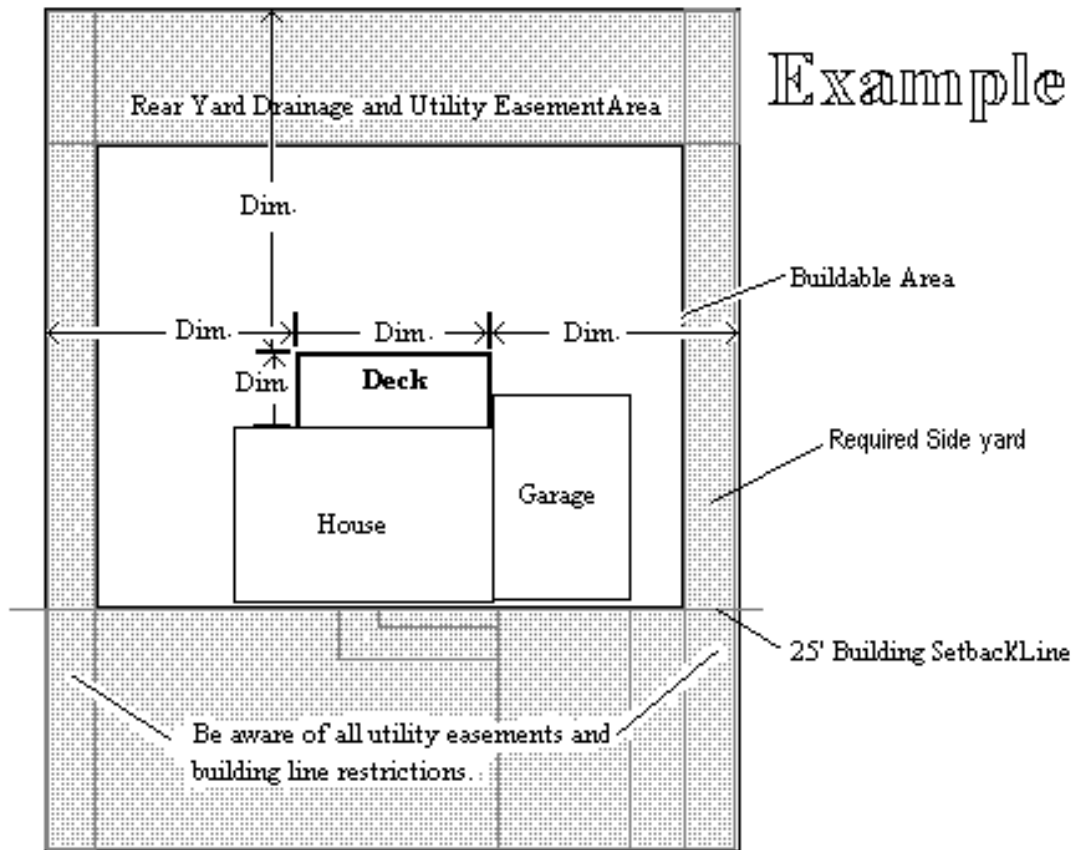 Example
Rear Yard Drainage and Utility EasementArea
Dim.
Buildable Area
Dim.
Dim.
Dim.
Dim
Deck
Required Side yard
Garage
House
25' Building SetbackLine
Be aware of all utility easements and
building line restrictions..